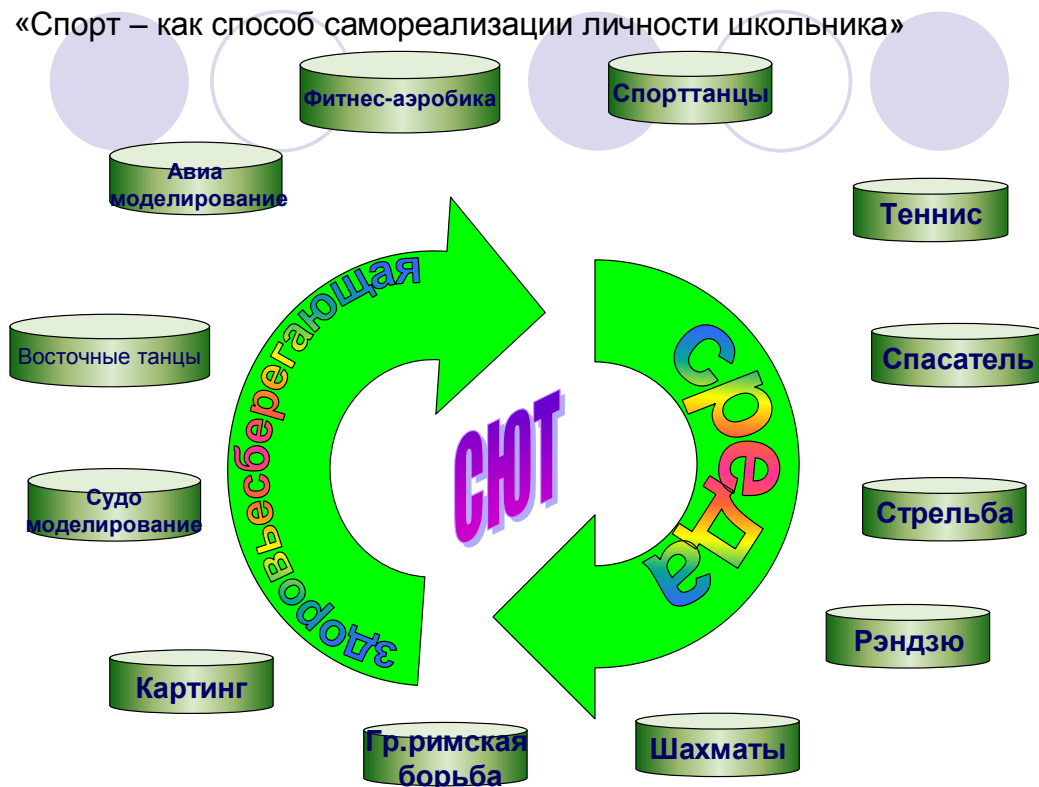 «Спорт – как способ самореализации личности школьника»
Фитнес-аэробика
Спорттанцы
Авиа
моделирование
Теннис
здоровьесберегающая
среда
Восточные танцы
Спасатель
СЮТ
Судо
моделирование
Стрельба
Рэндзю
Картинг
Гр.римская
борьба
Шахматы